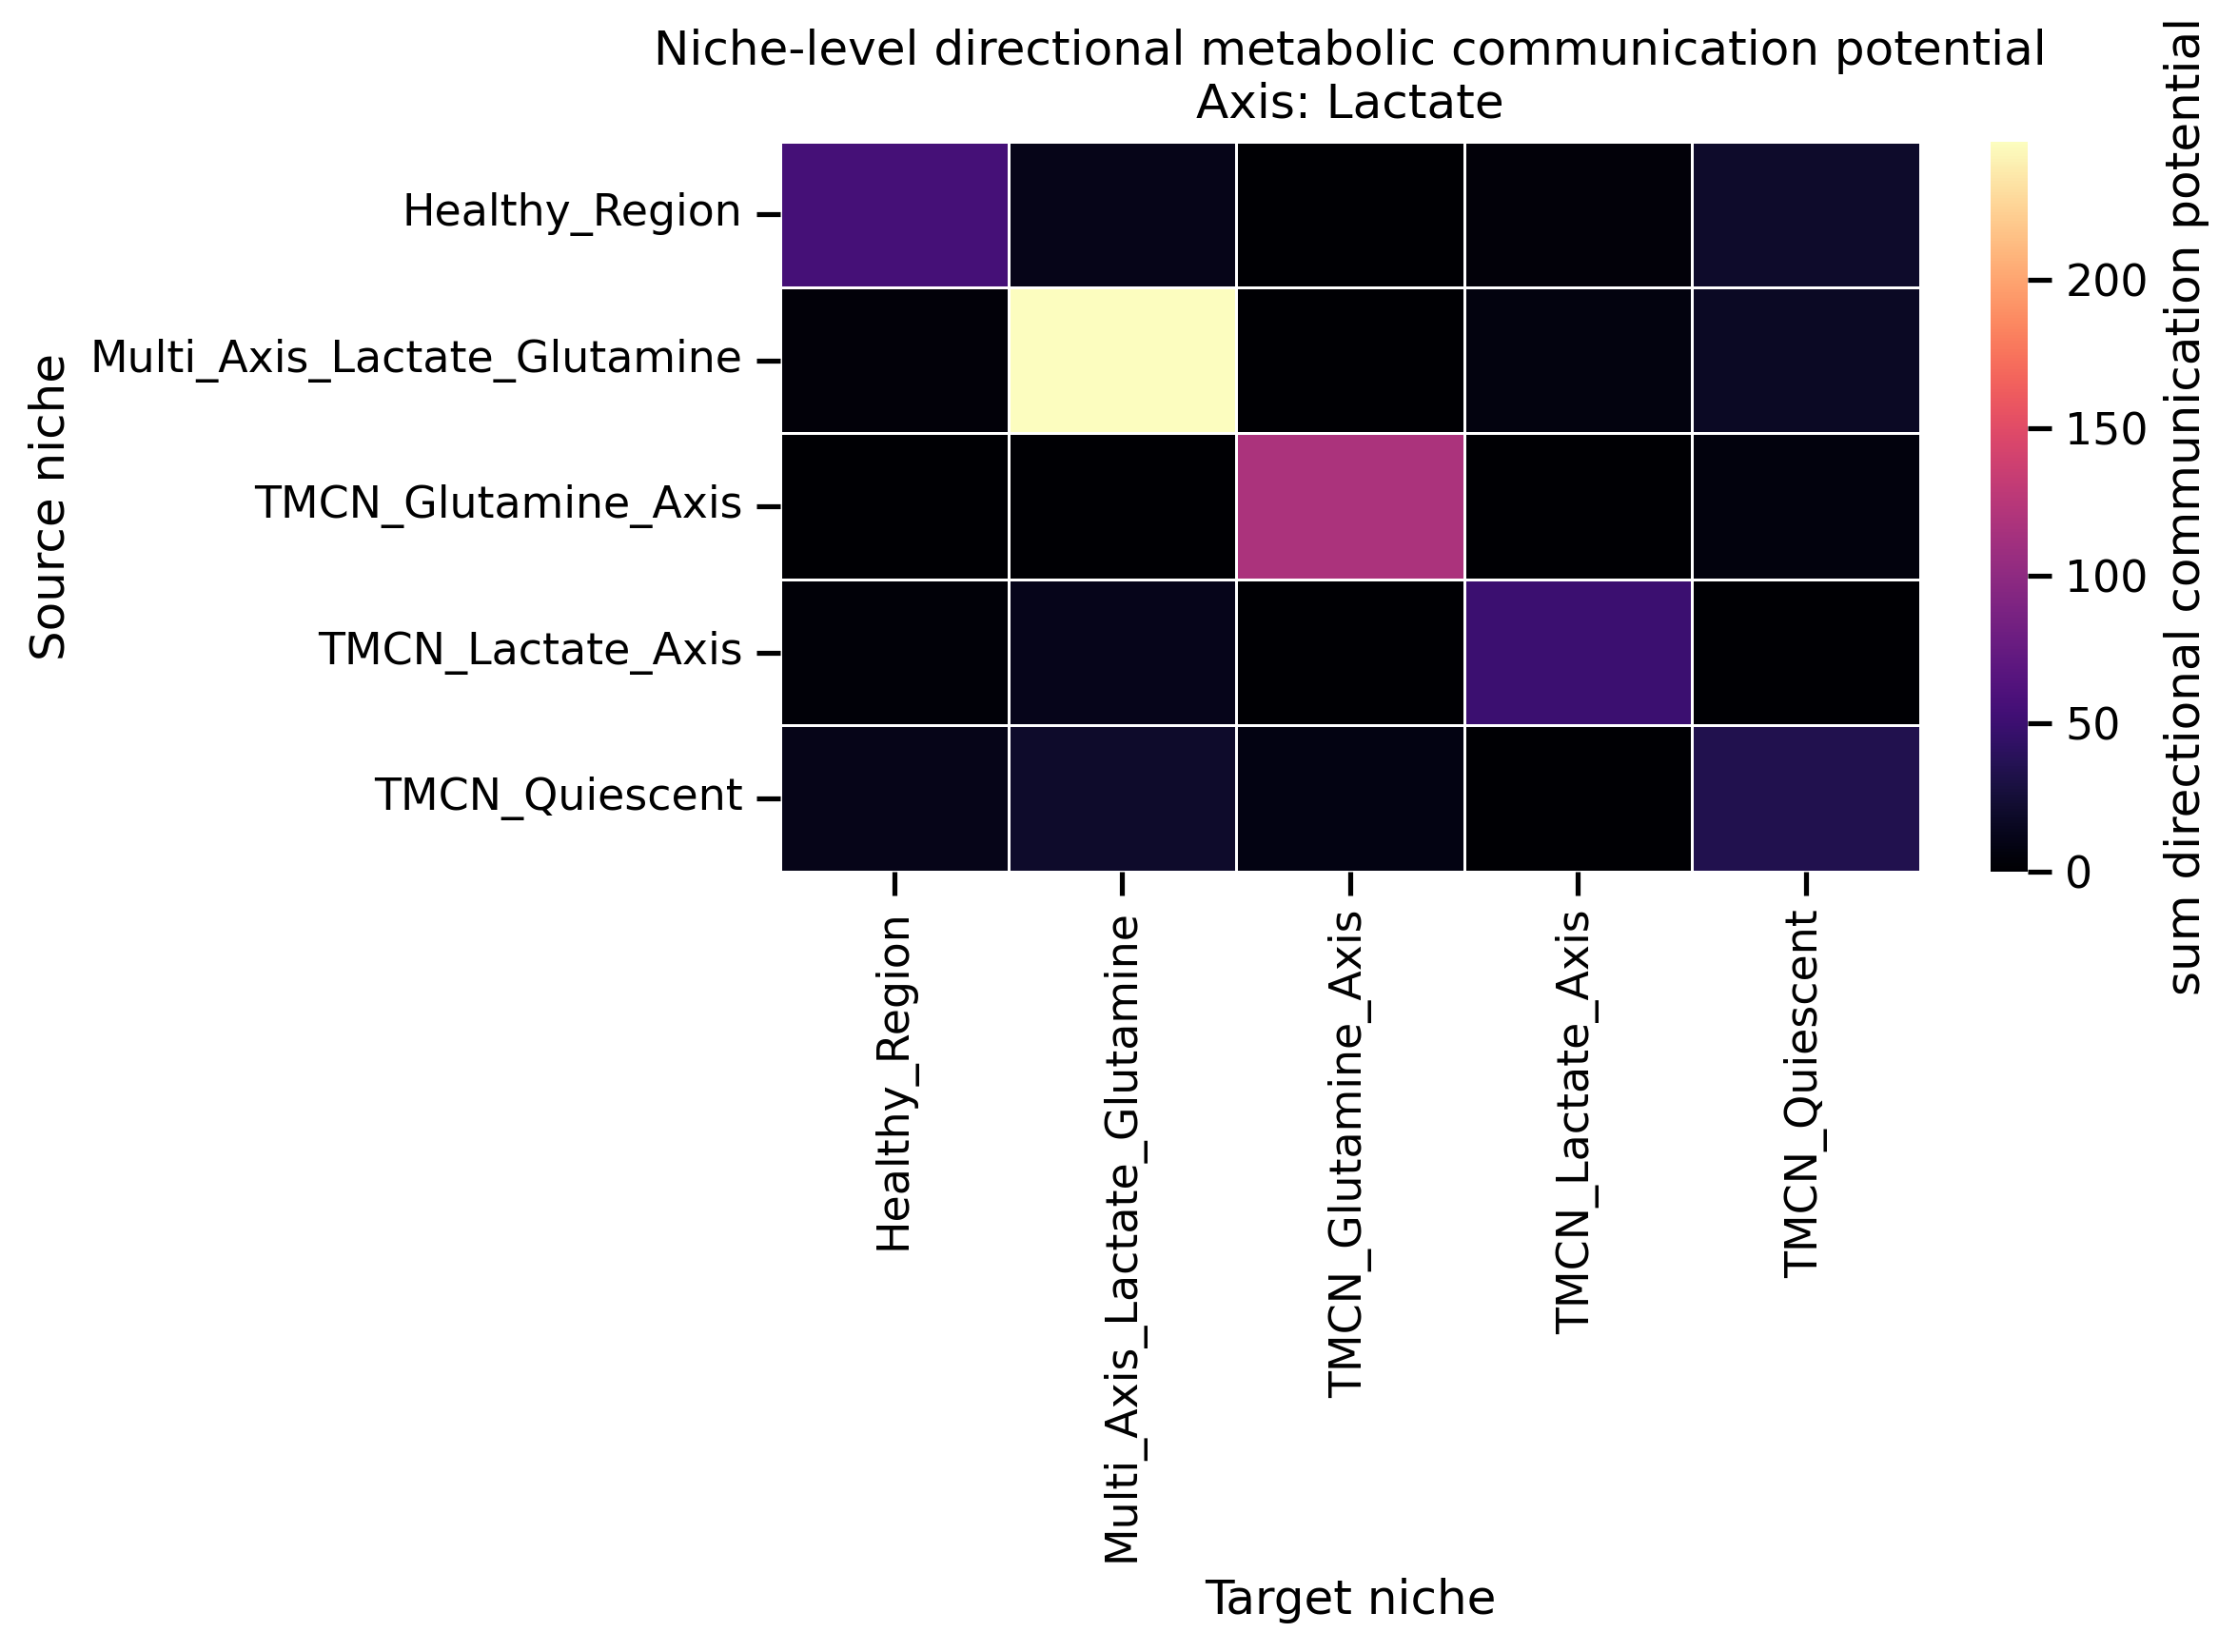 Niche-level directional metabolic communication potential
Axis: Lactate
Source niche
Healthy_Region
Multi_Axis_Lactate_Glutamine
TMCN_Glutamine_Axis
TMCN_Lactate_Axis
TMCN_Quiescent
Healthy_Region
Multi_Axis_Lactate_Glutamine
TMCN_Glutamine_Axis
TMCN_Lactate_Axis
TMCN_Quiescent
Target niche
200
150
100
50
0
sum directional communication potential